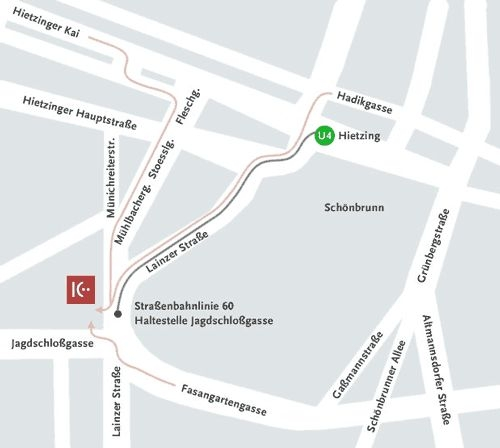 Hietzinger Kai
Hietzinger Hauptstraße
Fleschg.
Stoesslg.
Mühlbacherg.
Münichreiterstr.
Hadikgasse
U4 Hietzing
Schönbrunn
Lainzer Straße
Grünbergstraße
Straßenbahnlinie 60
Haltestelle Jagdschloßgasse
Jagdschloßgasse
Lainzer Straße
Fasangartengasse
Gaßmannstraße
Schönbrunner Allee
Altmannsdorfer Straße